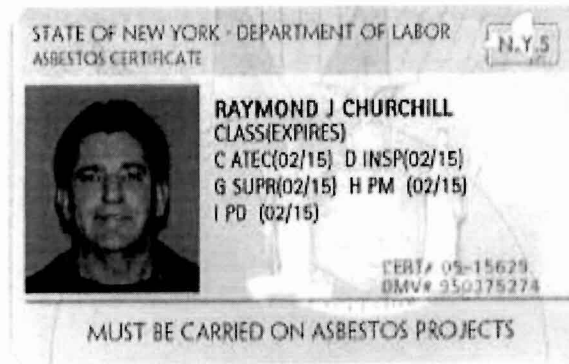 STATE OF NEW YORK - DEPARTMENT OF LABOR
N.Y.S
ASBESTOS CERTIFICATE
RAYMOND J CHURCHILL
CLASS(EXPIRES)
C ATEC(02/15) D INSP(02/15)
G SUPR(02/15) H PM (02/15)
I PD (02/15)
CERT# 05-15629
DMV# 950275274
MUST BE CARRIED ON ASBESTOS PROJECTS